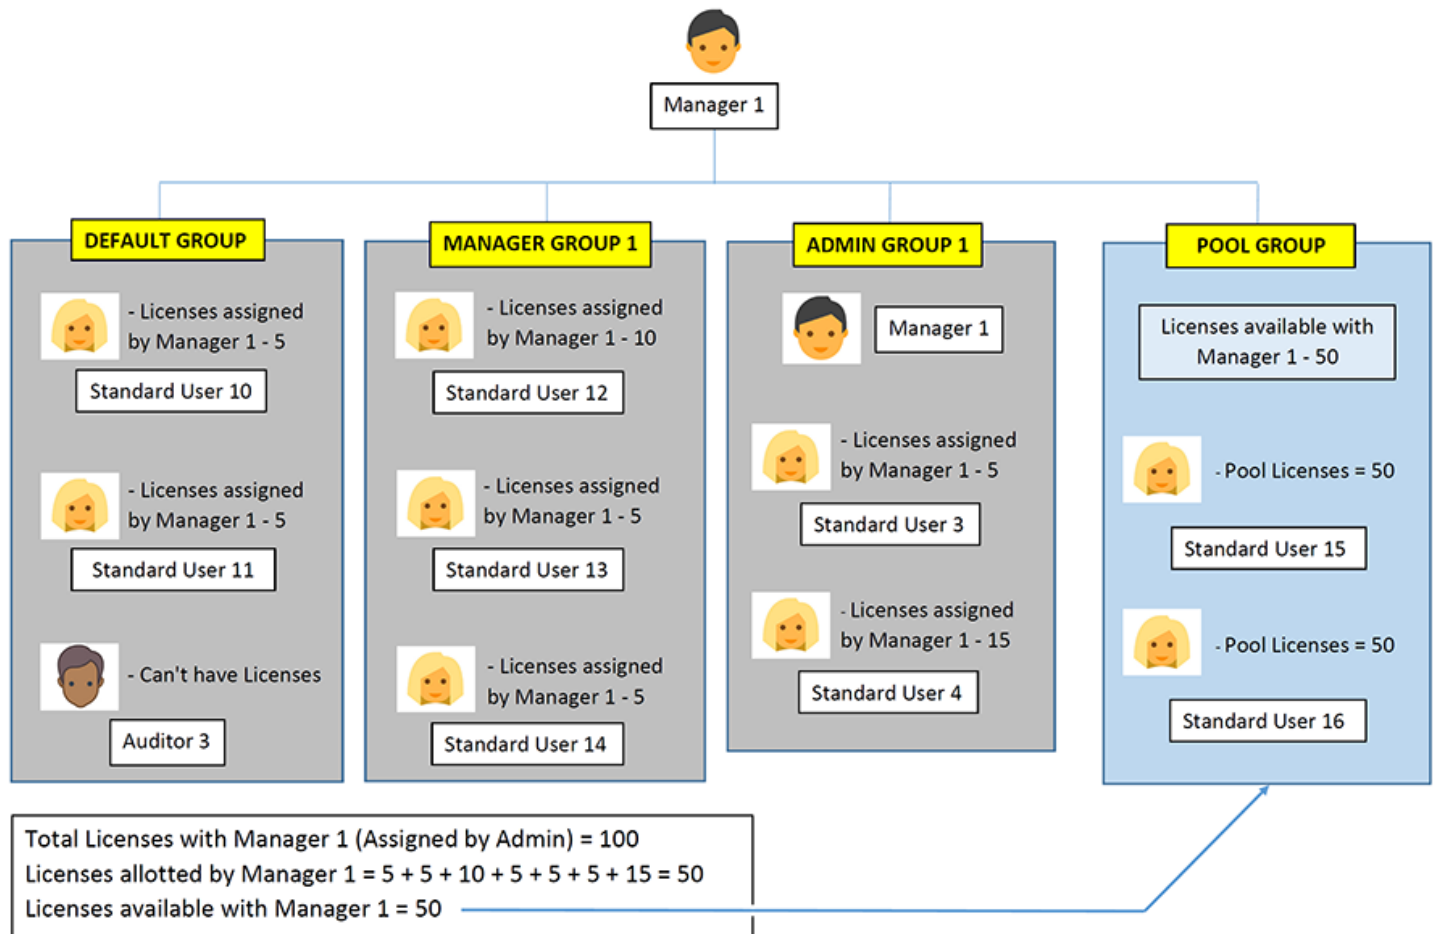 Manager 1
DEFAULT GROUP
- Licenses assigned
by Manager 1 - 5
Standard User 10
- Licenses assigned
by Manager 1 - 5
Standard User 11
- Can't have Licenses
Auditor 3
MANAGER GROUP 1
- Licenses assigned
by Manager 1 - 10
Standard User 12
- Licenses assigned
by Manager 1 - 5
Standard User 13
- Licenses assigned
by Manager 1 - 5
Standard User 14
ADMIN GROUP 1
Manager 1
- Licenses assigned
by Manager 1 - 5
Standard User 3
- Licenses assigned
by Manager 1 - 15
Standard User 4
POOL GROUP
Licenses available with
Manager 1 - 50
- Pool Licenses = 50
Standard User 15
- Pool Licenses = 50
Standard User 16
Total Licenses with Manager 1 (Assigned by Admin) = 100
Licenses allotted by Manager 1 = 5 + 5 + 10 + 5 + 5 + 5 + 15 = 50
Licenses available with Manager 1 = 50